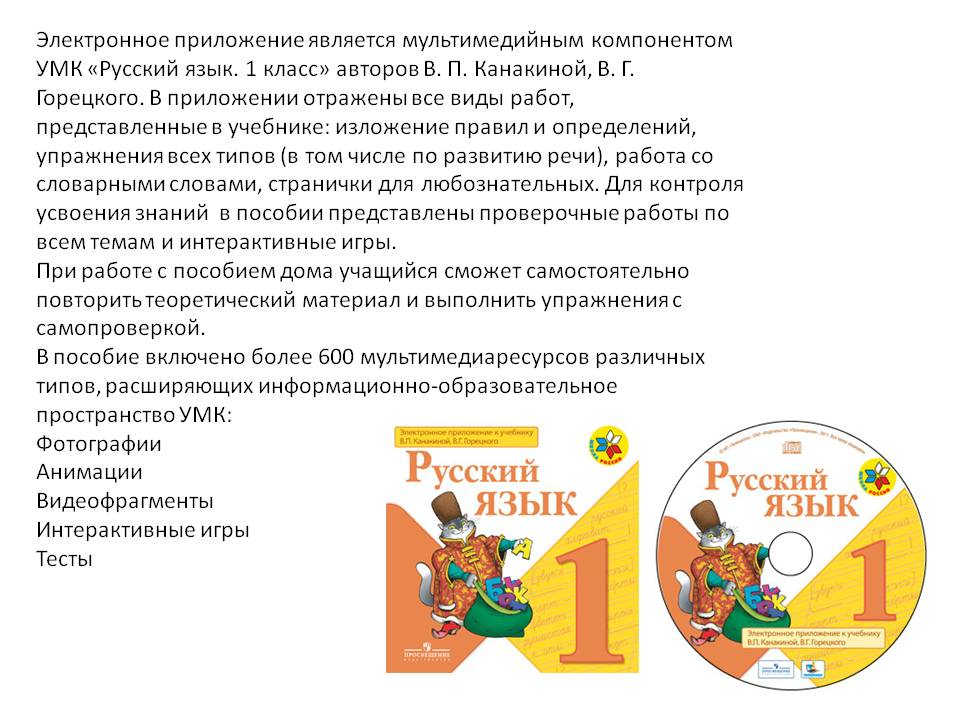 Электронное приложение является мультимедийным компонентом
УМК «Русский язык. 1 класс» авторов В. П. Канакиной, В. Г.
Горецкого. В приложении отражены все виды работ,
представленные в учебнике: изложение правил и определений,
упражнения всех типов (в том числе по развитию речи), работа со
словарными словами, странички для любознательных. Для контроля
усвоения знаний  в пособии представлены проверочные работы по
всем темам и интерактивные игры.
При работе с пособием дома учащийся сможет самостоятельно
повторить теоретический материал и выполнить упражнения с
самопроверкой.
В пособие включено более 600 мультимедиаресурсов различных
типов, расширяющих информационно-образовательное
пространство УМК:
Фотографии
Анимации
Видеофрагменты
Интерактивные игры
Тесты
Электронное приложение к учебнику
В.П. Канакиной, В.Г. Горецкого
Русский
ЯЗЫК
1
А
ПРОСВЕЩЕНИЕ
ИЗДАТЕЛЬСТВО
Русский
ЯЗЫК
1
Электронное приложение к учебнику
В.П. Канакиной, В.Г. Горецкого